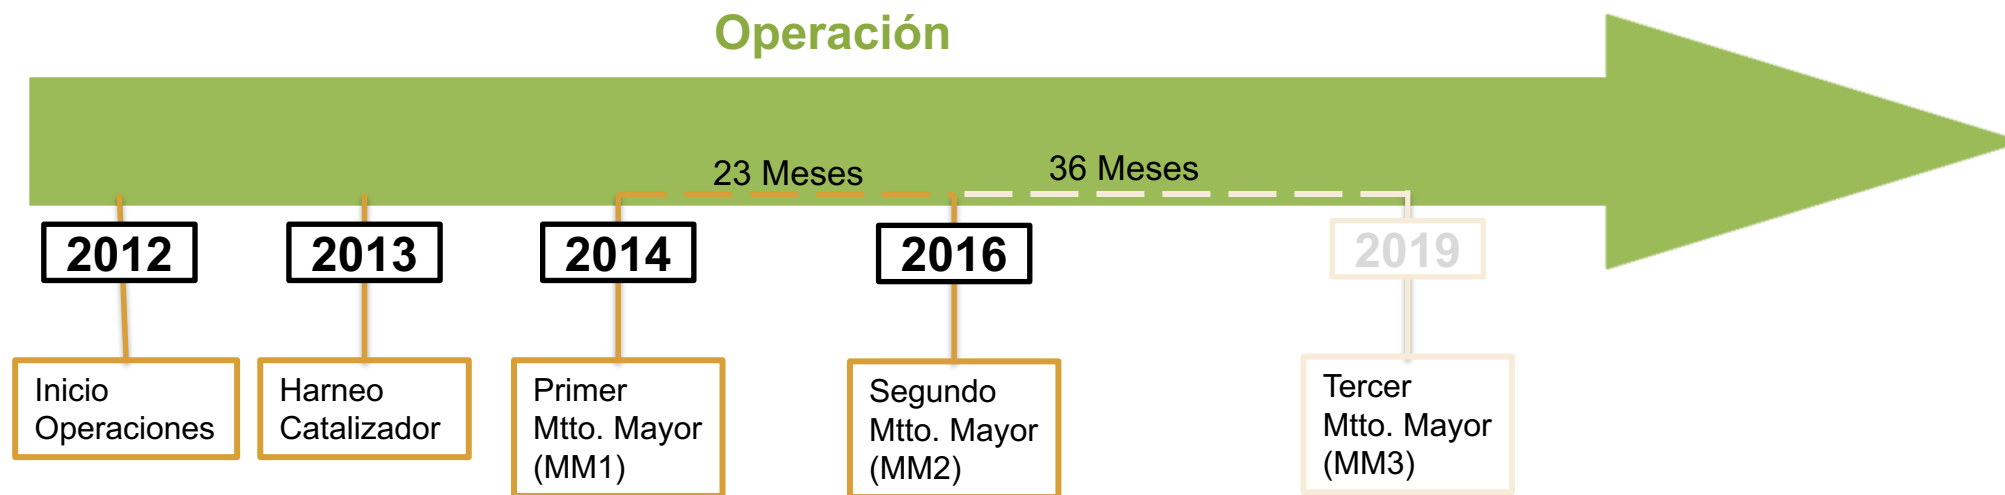 Operación
23 Meses
36 Meses
2012
2013
2014
2016
2019
Inicio
Operaciones
Harneo
Catalizador
Primer
Mtto. Mayor
(MM1)
Segundo
Mtto. Mayor
(MM2)
Tercer
Mtto. Mayor
(MM3)